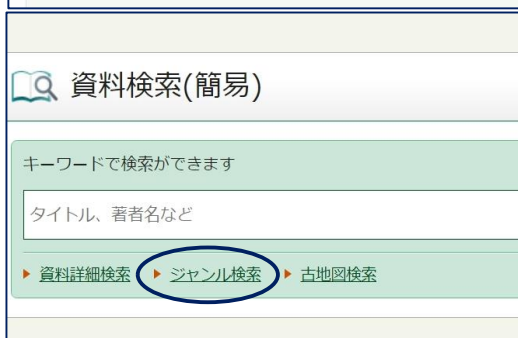 資料検索(簡易)
キーワードで検索ができます
タイトル、著者名など
資料詳細検索 ジャンル検索 古地図検索